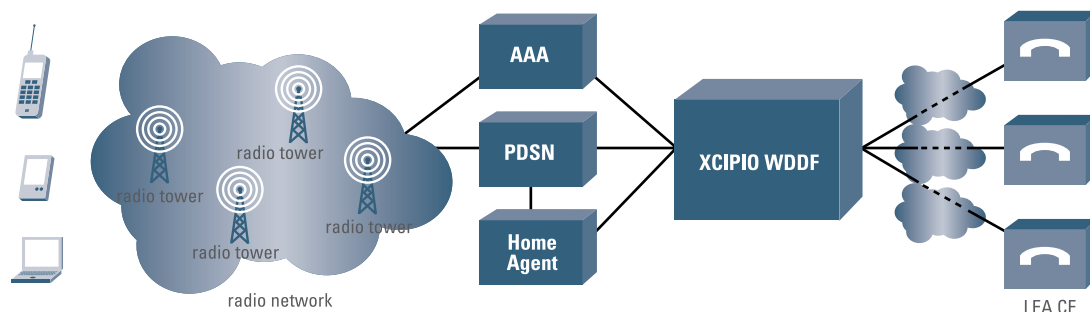 AAA
radio tower
PDSN
XCIPIO WDDF
radio tower
radio tower
radio tower
Home
Agent
radio network
LEA CF